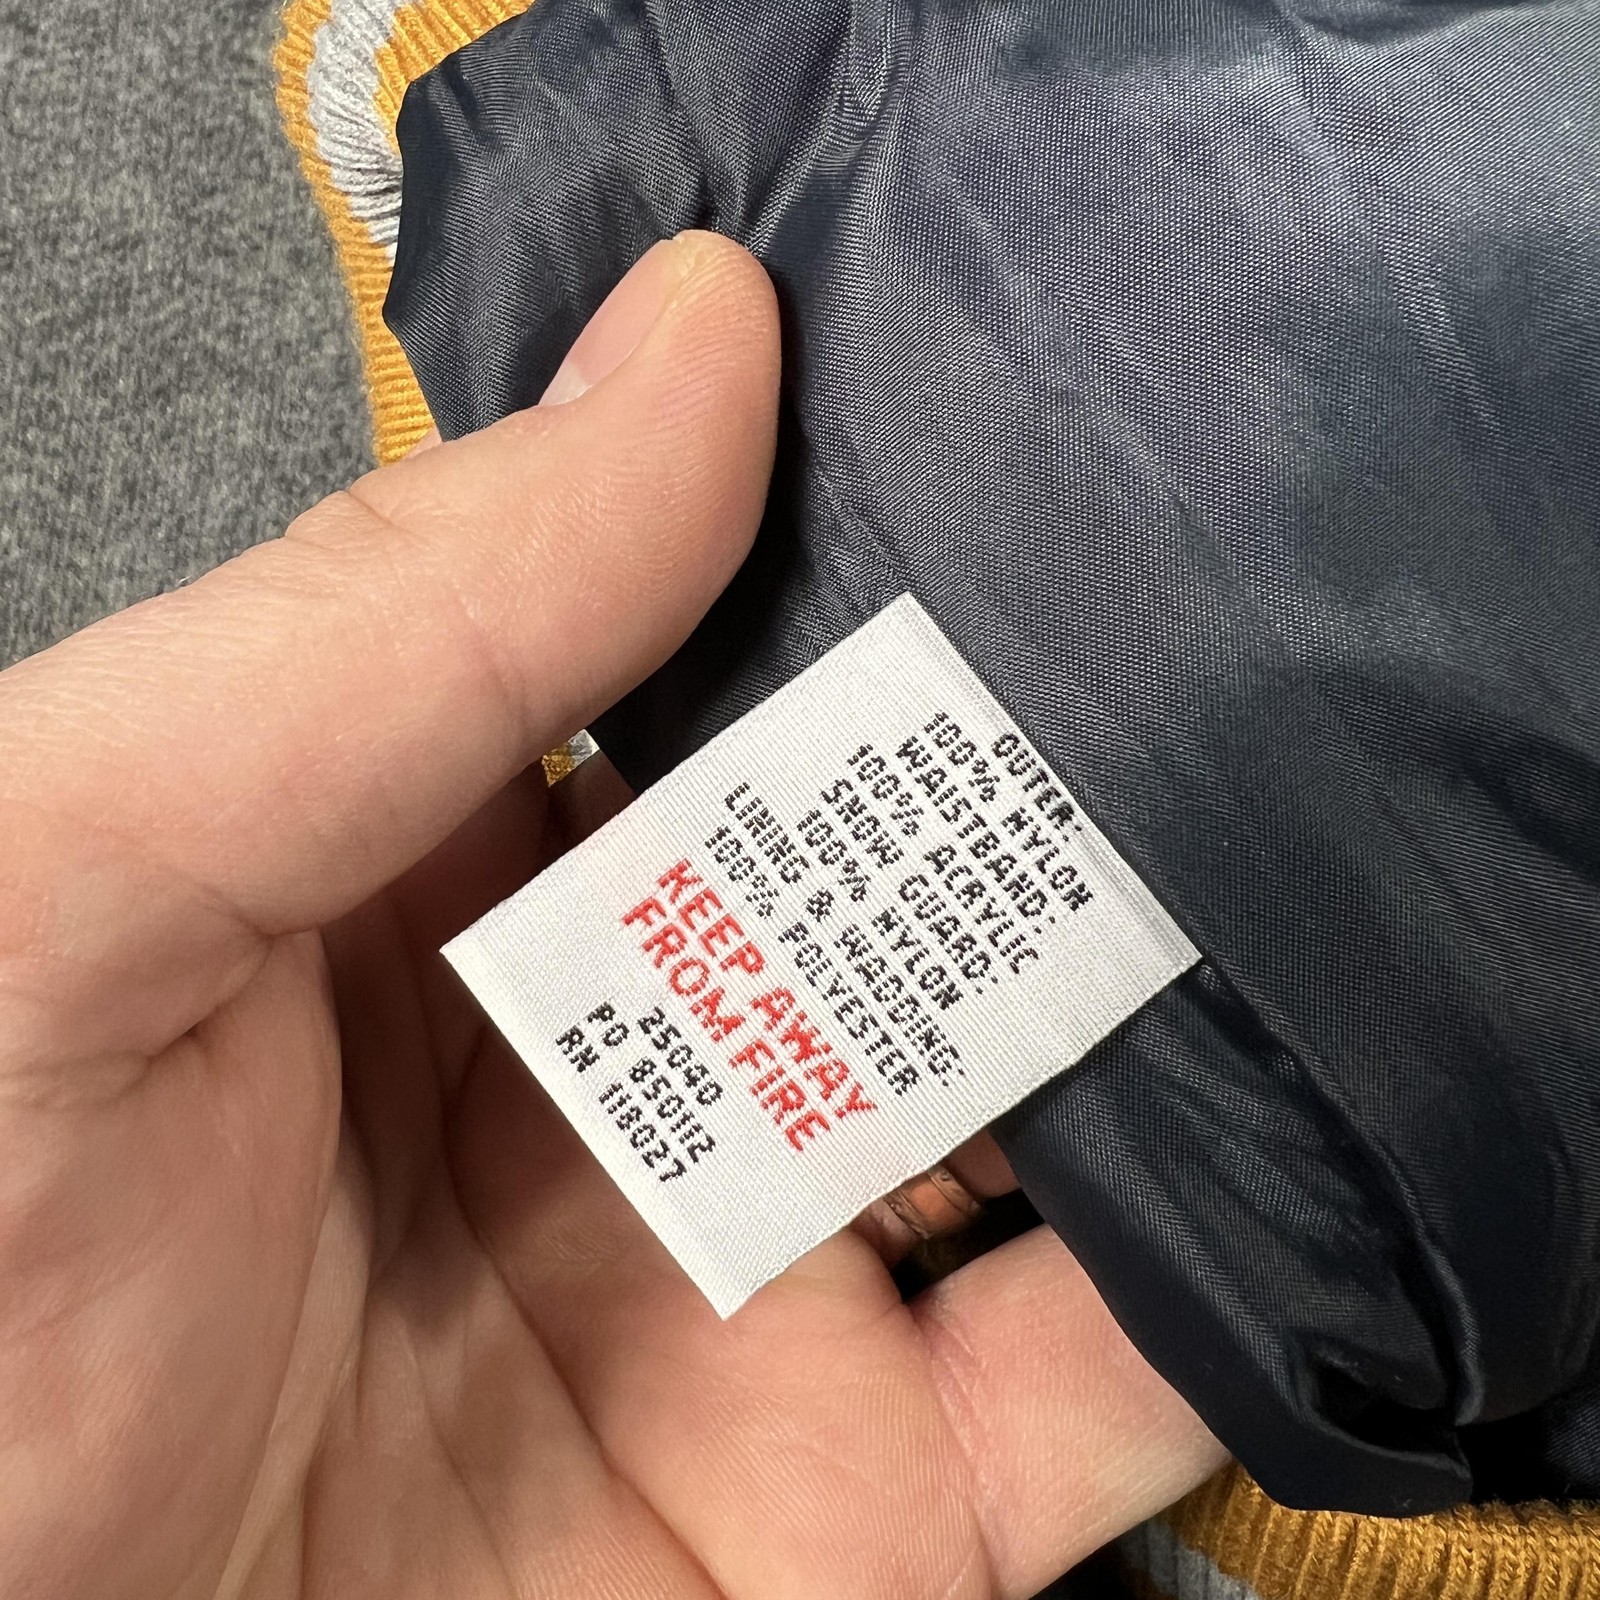 OUTER:
100% NYLON
WAISTBAND:
100% ACRYLIC
SNOW GUARD:
100% NYLON
LINING & WADDING:
100% POLYESTER
KEEP AWAY
FROM FIRE
25040
PO 850112
RN 118027